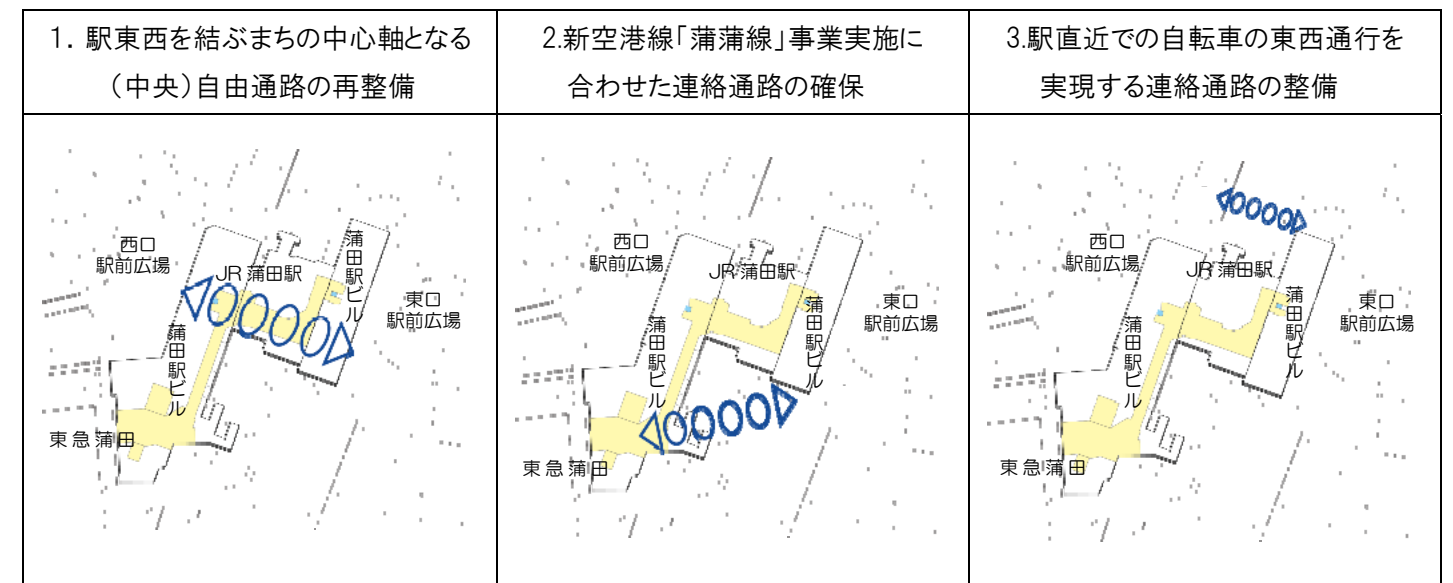 1．駅東西を結ぶまちの中心軸となる
（中央）自由通路の再整備
2.新空港線「蒲蒲線」事業実施に
合わせた連絡通路の確保
3.駅直近での自転車の東西通行を
実現する連絡通路の整備
西口
駅前広場
JR 蒲田駅
蒲田駅ビル
東口
駅前広場
蒲田駅ビル
東急蒲田
西口
駅前広場
JR 蒲田駅
蒲田駅ビル
東口
駅前広場
蒲田駅ビル
東急蒲田
西口
駅前広場
JR 蒲田駅
蒲田駅ビル
東口
駅前広場
蒲田駅ビル
東急蒲田